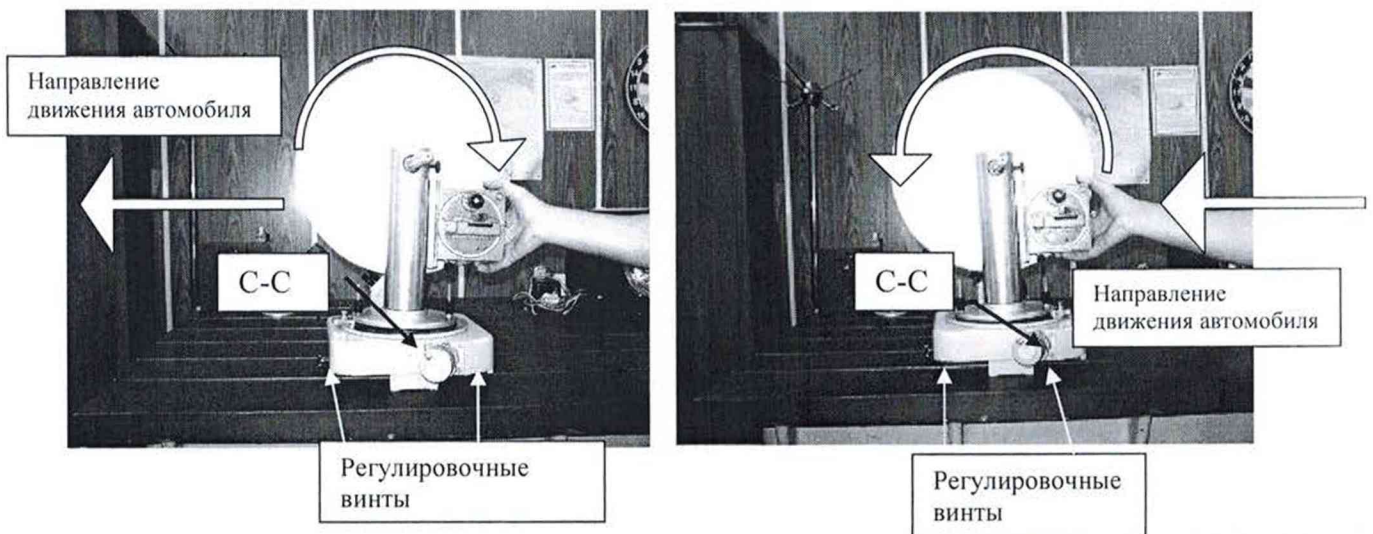 Направление
движения автомобиля
С-С
Регулировочные
винты
С-С
Направление
движения автомобиля
Регулировочные
винты